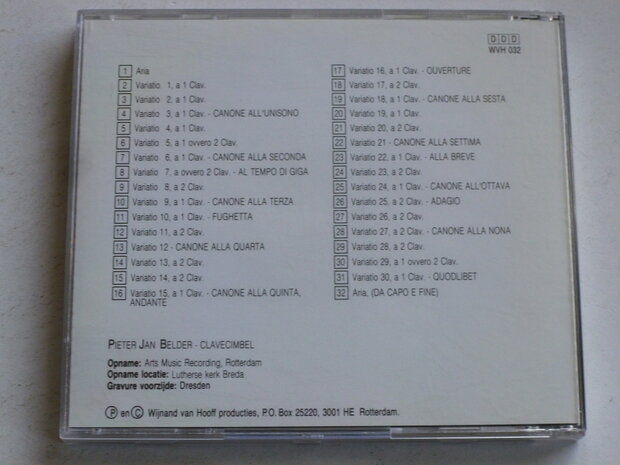 DDD
WVH 032
1 Aria
2 Variatio 1, a 1 Clav.
3 Variatio 2, a 1 Clav.
4 Variatio 3, a 1 Clav. - CANONE ALL'UNISONO
5 Variatio 4, a 1 Clav.
6 Variatio 5, a 1 ovvero 2 Clav.
7 Variatio 6, a 1 Clav. - CANONE ALLA SECONDA
8 Variatio 7, a ovvero 2 Clav. - AL TEMPO DI GIGA
9 Variatio 8, a 2 Clav.
10 Variatio 9, a 1 Clav. - CANONE ALLA TERZA
11 Variatio 10, a 1 Clav. - FUGHETTA
12 Variatio 11, a 2 Clav.
13 Variatio 12 - CANONE ALLA QUARTA
14 Variatio 13, a 2 Clav.
15 Variatio 14, a 2 Clav.
16 Variatio 15, a 1 Clav. - CANONE ALLA QUINTA,
ANDANTE
17 Variatio 16, a 1 Clav. - OUVERTURE
18 Variatio 17, a 2 Clav.
19 Variatio 18, a 1 Clav. - CANONE ALLA SESTA
20 Variatio 19, a 1 Clav.
21 Variatio 20, a 2 Clav.
22 Variatio 21 - CANONE ALLA SETTIMA
23 Variatio 22, a 1 Clav. - ALLA BREVE
24 Variatio 23, a 2 Clav.
25 Variatio 24, a 1 Clav. - CANONE ALL'OTTAVA
26 Variatio 25, a 2 Clav. - ADAGIO
27 Variatio 26, a 2 Clav.
28 Variatio 27, a 2 Clav. - CANONE ALLA NONA
29 Variatio 28, a 2 Clav.
30 Variatio 29, a 1 ovvero 2 Clav.
31 Variatio 30, a 1 Clav. - QUODLIBET
32 Aria, (DA CAPO E FINE)
PIETER JAN BELDER - CLAVECIMBEL
Opname: Arts Music Recording, Rotterdam
Opname locatie: Lutherse kerk Breda
Gravure voorzijde: Dresden
Ⓟ en Ⓒ Wijnand van Hooff producties, P.O. Box 25220, 3001 HE Rotterdam.